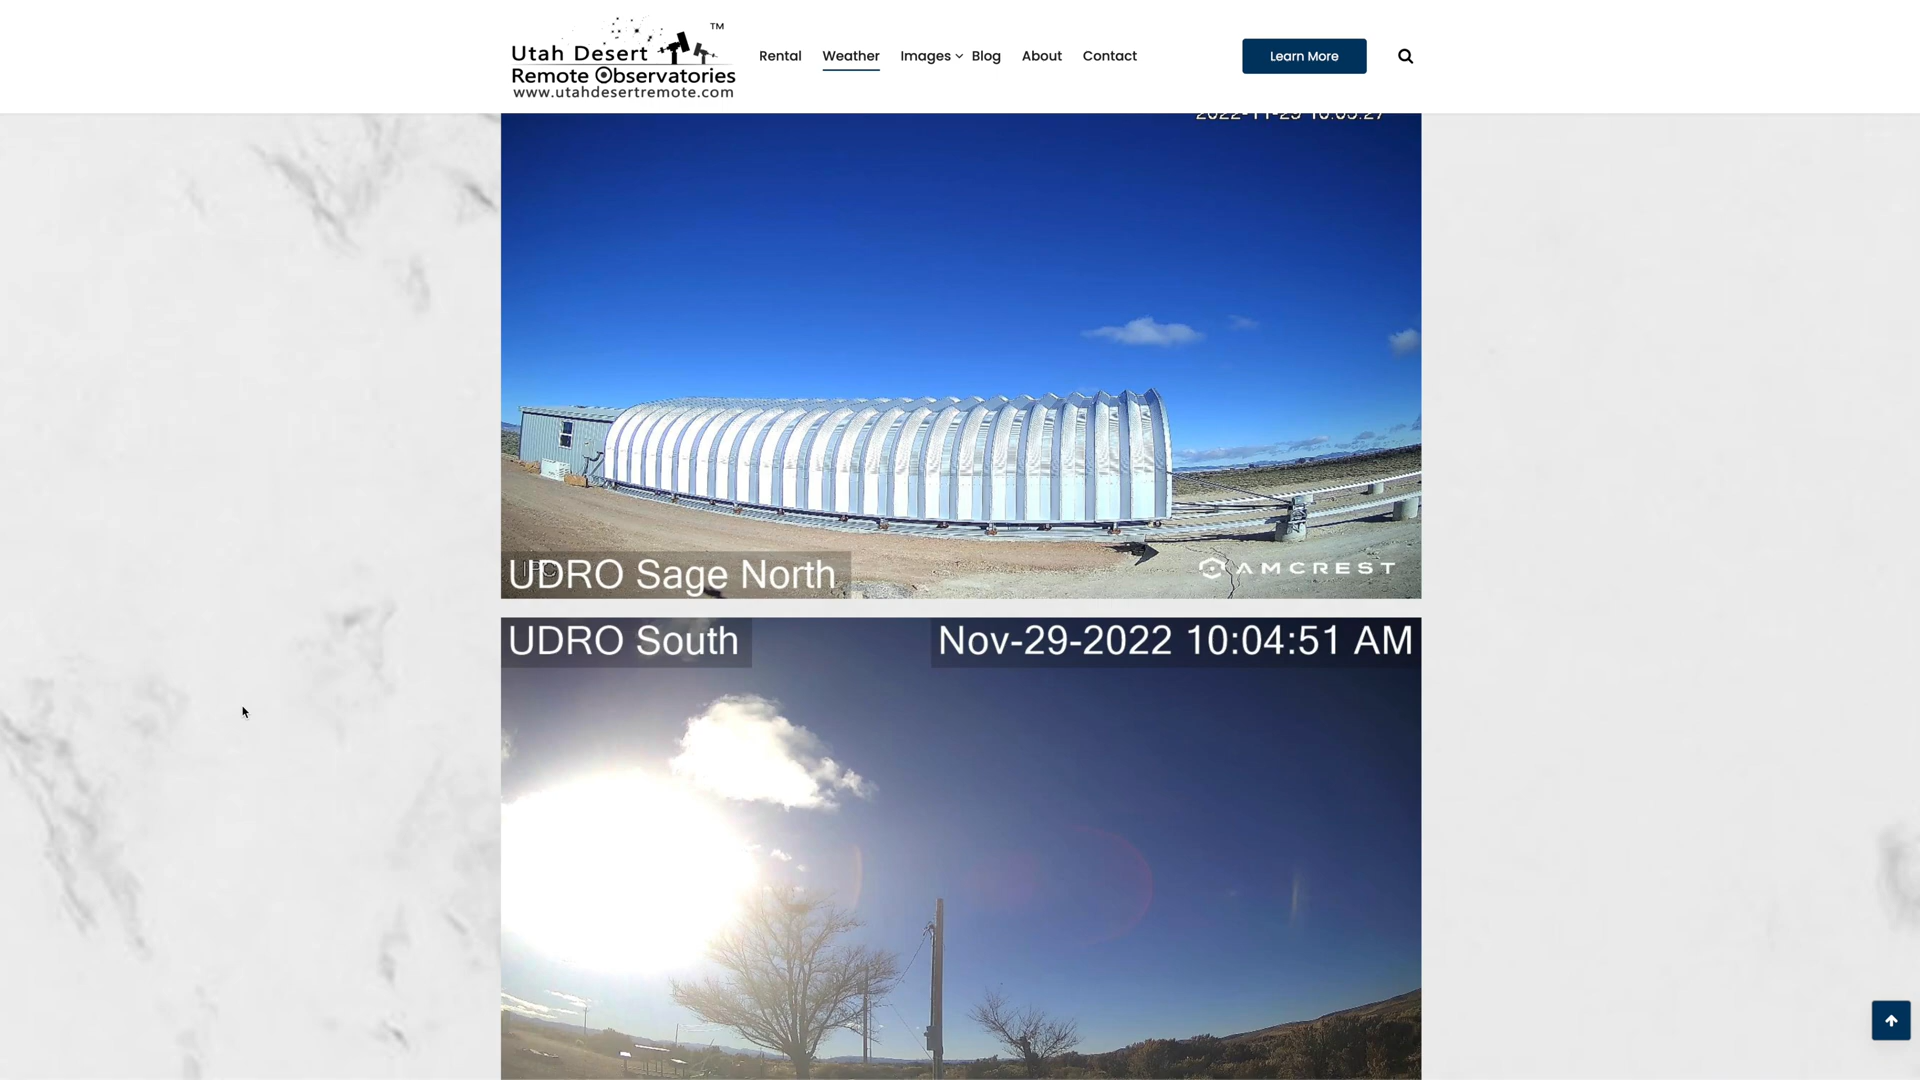 Utah Desert
TM
Remote Observatories
www.utahdesertremote.com
Rental
Weather
Images
Blog
About
Contact
Learn More
UDRO Sage North
AMCREST
UDRO South
Nov-29-2022 10:04:51 AM